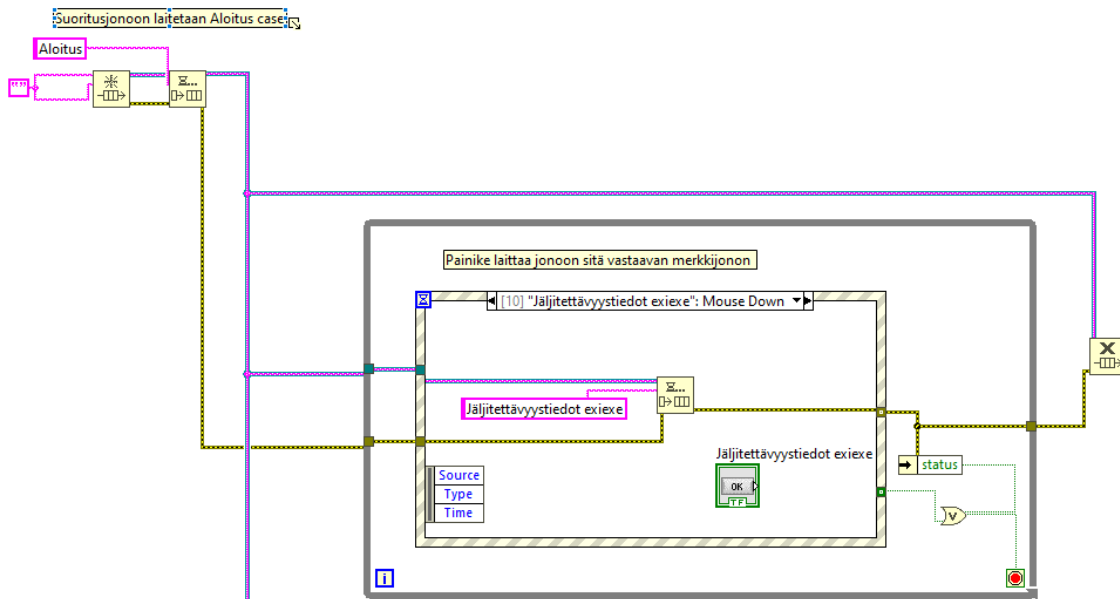 Suoritusjonoon laitetaan Aloitus case
Aloitus
""
Painike laittaa jonoon sitä vastaavan merkkijonon
[10] "Jäljitettävyystiedot exiexe": Mouse Down
Jäljitettävyystiedot exiexe
Jäljitettävyystiedot exiexe
OK
TF
Source
Type
Time
status
V
i